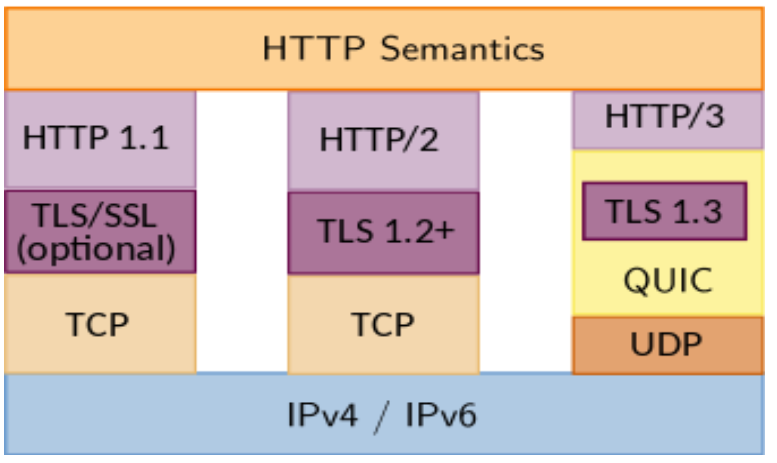 HTTP Semantics
HTTP 1.1
HTTP/2
HTTP/3
TLS/SSL
(optional)
TLS 1.2+
TLS 1.3
QUIC
TCP
TCP
UDP
IPv4 / IPv6